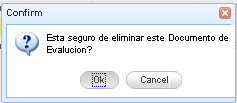 Confirm
Esta seguro de eliminar este Documento de
Evalucion?
Ok
Cancel